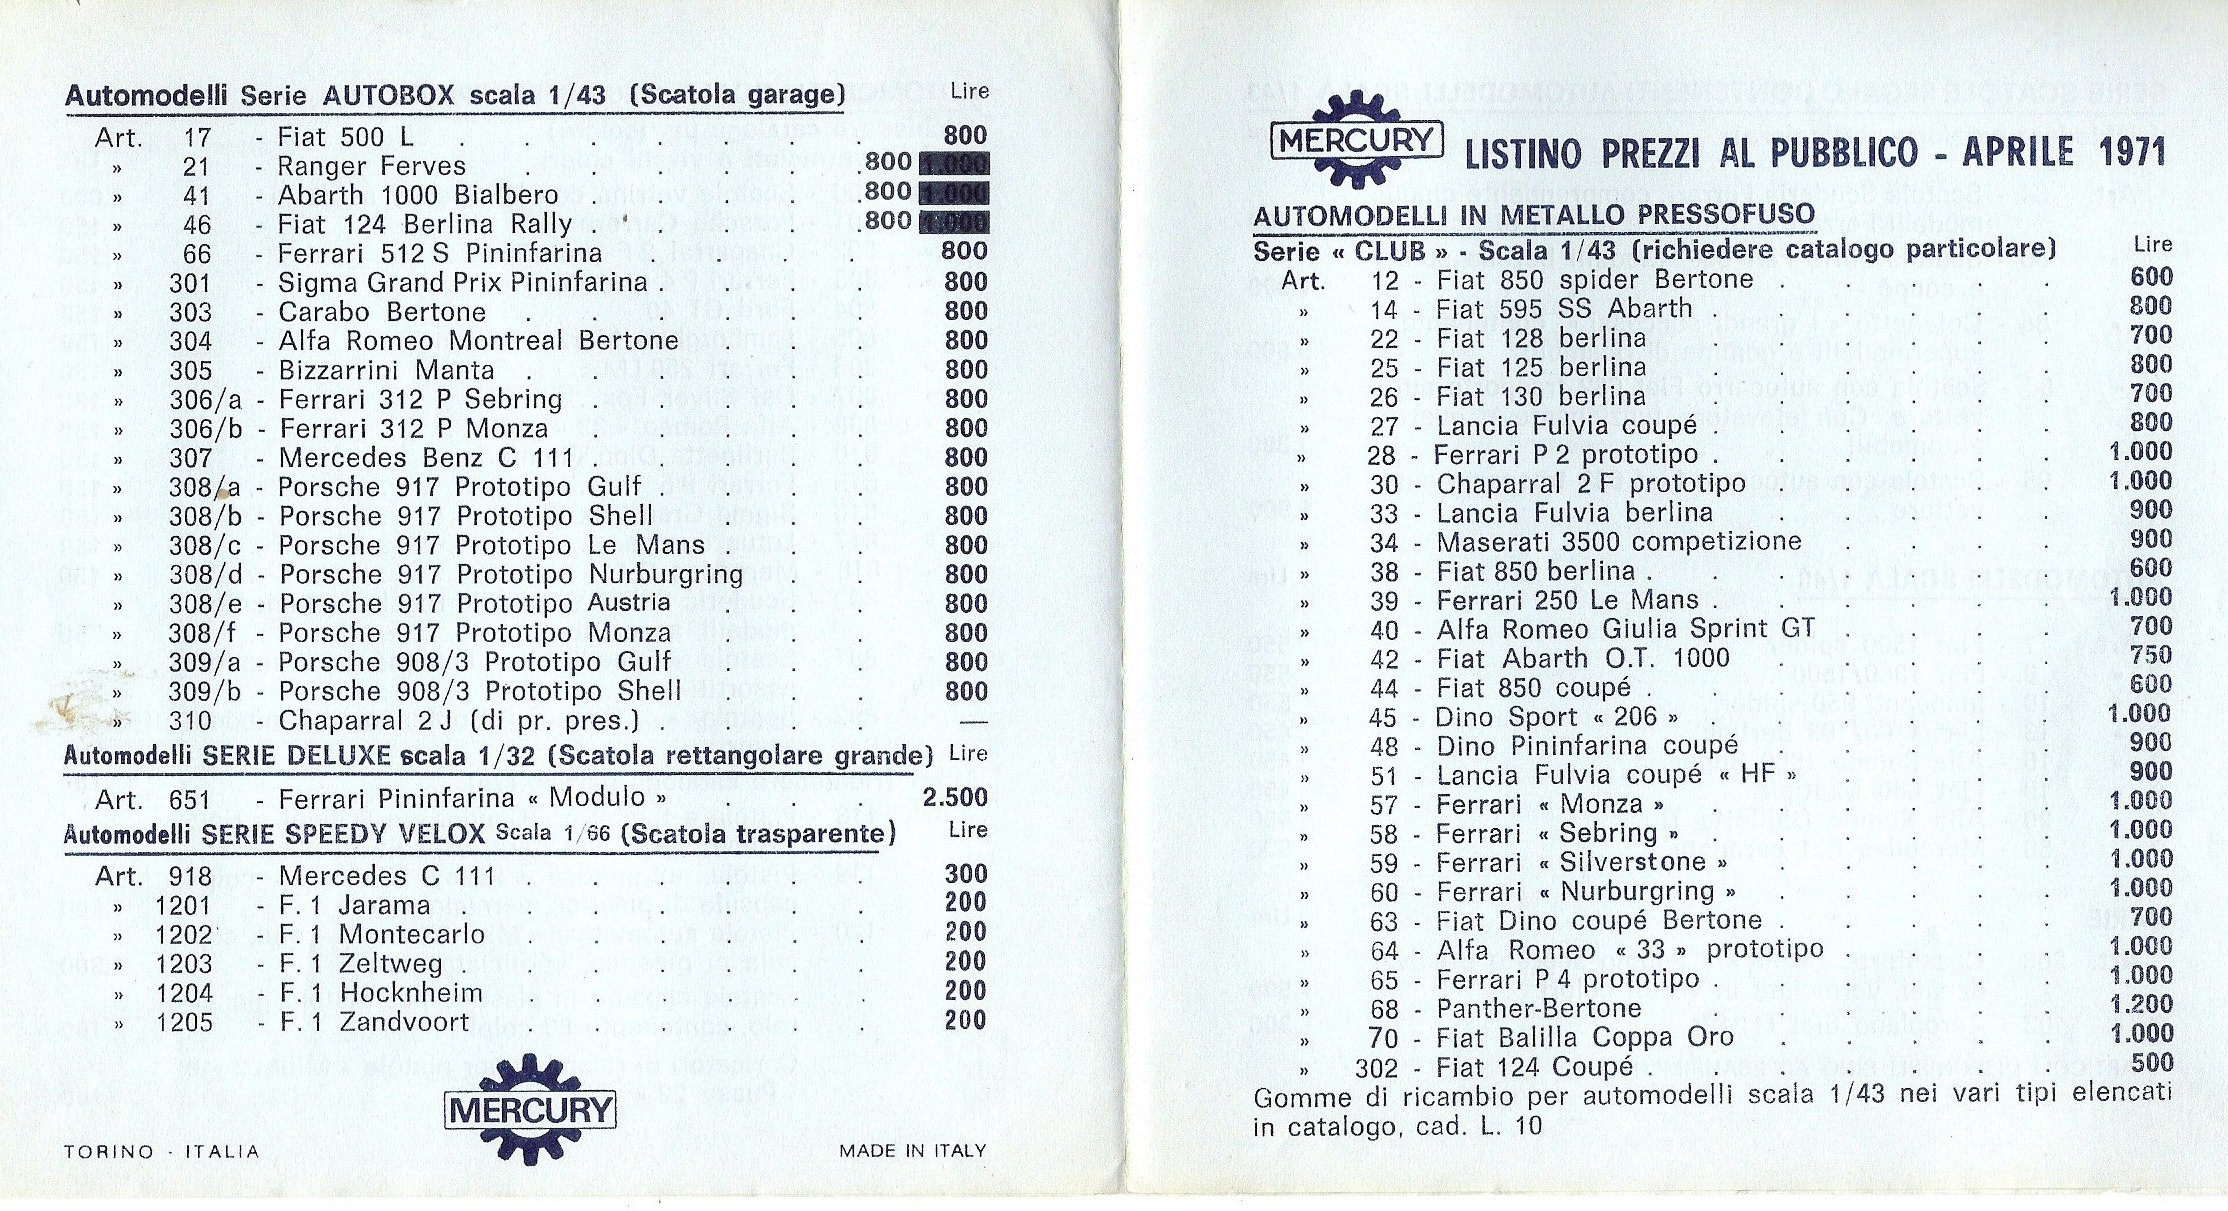 Automodelli Serie AUTOBOX scala 1/43 (Scatola garage) Lire
Art. 17 - Fiat 500 L . . . . . . . 800
» 21 - Ranger Ferves . . . . . .800 1.000
» 41 - Abarth 1000 Bialbero . . . . .800 1.000
» 46 - Fiat 124 Berlina Rally . . . . .800 1.000
» 66 - Ferrari 512 S Pininfarina . . . . 800
» 301 - Sigma Grand Prix Pininfarina . . . . 800
» 303 - Carabo Bertone . . . . . . 800
» 304 - Alfa Romeo Montreal Bertone . . . 800
» 305 - Bizzarrini Manta . . . . . . 800
» 306/a - Ferrari 312 P Sebring . . . . . 800
» 306/b - Ferrari 312 P Monza . . . . . 800
» 307 - Mercedes Benz C 111 . . . . . 800
» 308/a - Porsche 917 Prototipo Gulf . . . . 800
» 308/b - Porsche 917 Prototipo Shell . . . 800
» 308/c - Porsche 917 Prototipo Le Mans . . . 800
» 308/d - Porsche 917 Prototipo Nurburgring . . 800
» 308/e - Porsche 917 Prototipo Austria . . . 800
» 308/f - Porsche 917 Prototipo Monza . . . 800
» 309/a - Porsche 908/3 Prototipo Gulf . . . 800
» 309/b - Porsche 908/3 Prototipo Shell . . . 800
» 310 - Chaparral 2 J (di pr. pres.) . . . . —
Automodelli SERIE DELUXE scala 1/32 (Scatola rettangolare grande) Lire
Art. 651 - Ferrari Pininfarina « Modulo » . . . 2.500
Automodelli SERIE SPEEDY VELOX Scala 1/66 (Scatola trasparente) Lire
Art. 918 - Mercedes C 111 . . . . . . 300
» 1201 - F. 1 Jarama . . . . . . . 200
» 1202 - F. 1 Montecarlo . . . . . . 200
» 1203 - F. 1 Zeltweg . . . . . . . 200
» 1204 - F. 1 Hocknheim . . . . . . 200
» 1205 - F. 1 Zandvoort . . . . . . 200
MERCURY
TORINO - ITALIA MADE IN ITALY
MERCURY LISTINO PREZZI AL PUBBLICO - APRILE 1971
AUTOMODELLI IN METALLO PRESSOFUSO
Serie « CLUB » - Scala 1/43 (richiedere catalogo particolare) Lire
Art. 12 - Fiat 850 spider Bertone . . . . . 600
» 14 - Fiat 595 SS Abarth . . . . . . 800
» 22 - Fiat 128 berlina . . . . . . 700
» 25 - Fiat 125 berlina . . . . . . 800
» 26 - Fiat 130 berlina . . . . . . 700
» 27 - Lancia Fulvia coupé . . . . . . 800
» 28 - Ferrari P 2 prototipo . . . . . . 1.000
» 30 - Chaparral 2 F prototipo . . . . . 1.000
» 33 - Lancia Fulvia berlina . . . . . 900
» 34 - Maserati 3500 competizione . . . . 900
» 38 - Fiat 850 berlina . . . . . . . 600
» 39 - Ferrari 250 Le Mans . . . . . . 1.000
» 40 - Alfa Romeo Giulia Sprint GT . . . . 700
» 42 - Fiat Abarth O.T. 1000 . . . . . 750
» 44 - Fiat 850 coupé . . . . . . . 600
» 45 - Dino Sport « 206 » . . . . . . 1.000
» 48 - Dino Pininfarina coupé . . . . . 900
» 51 - Lancia Fulvia coupé « HF » . . . . 900
» 57 - Ferrari « Monza » . . . . . . 1.000
» 58 - Ferrari « Sebring » . . . . . . 1.000
» 59 - Ferrari « Silverstone » . . . . . 1.000
» 60 - Ferrari « Nurburgring » . . . . . 1.000
» 63 - Fiat Dino coupé Bertone . . . . . 700
» 64 - Alfa Romeo « 33 » prototipo . . . . 1.000
» 65 - Ferrari P 4 prototipo . . . . . . 1.000
» 68 - Panther-Bertone . . . . . . 1.200
» 70 - Fiat Balilla Coppa Oro . . . . . 1.000
» 302 - Fiat 124 Coupé . . . . . . 500
Gomme di ricambio per automodelli scala 1/43 nei vari tipi elencati
in catalogo, cad. L. 10